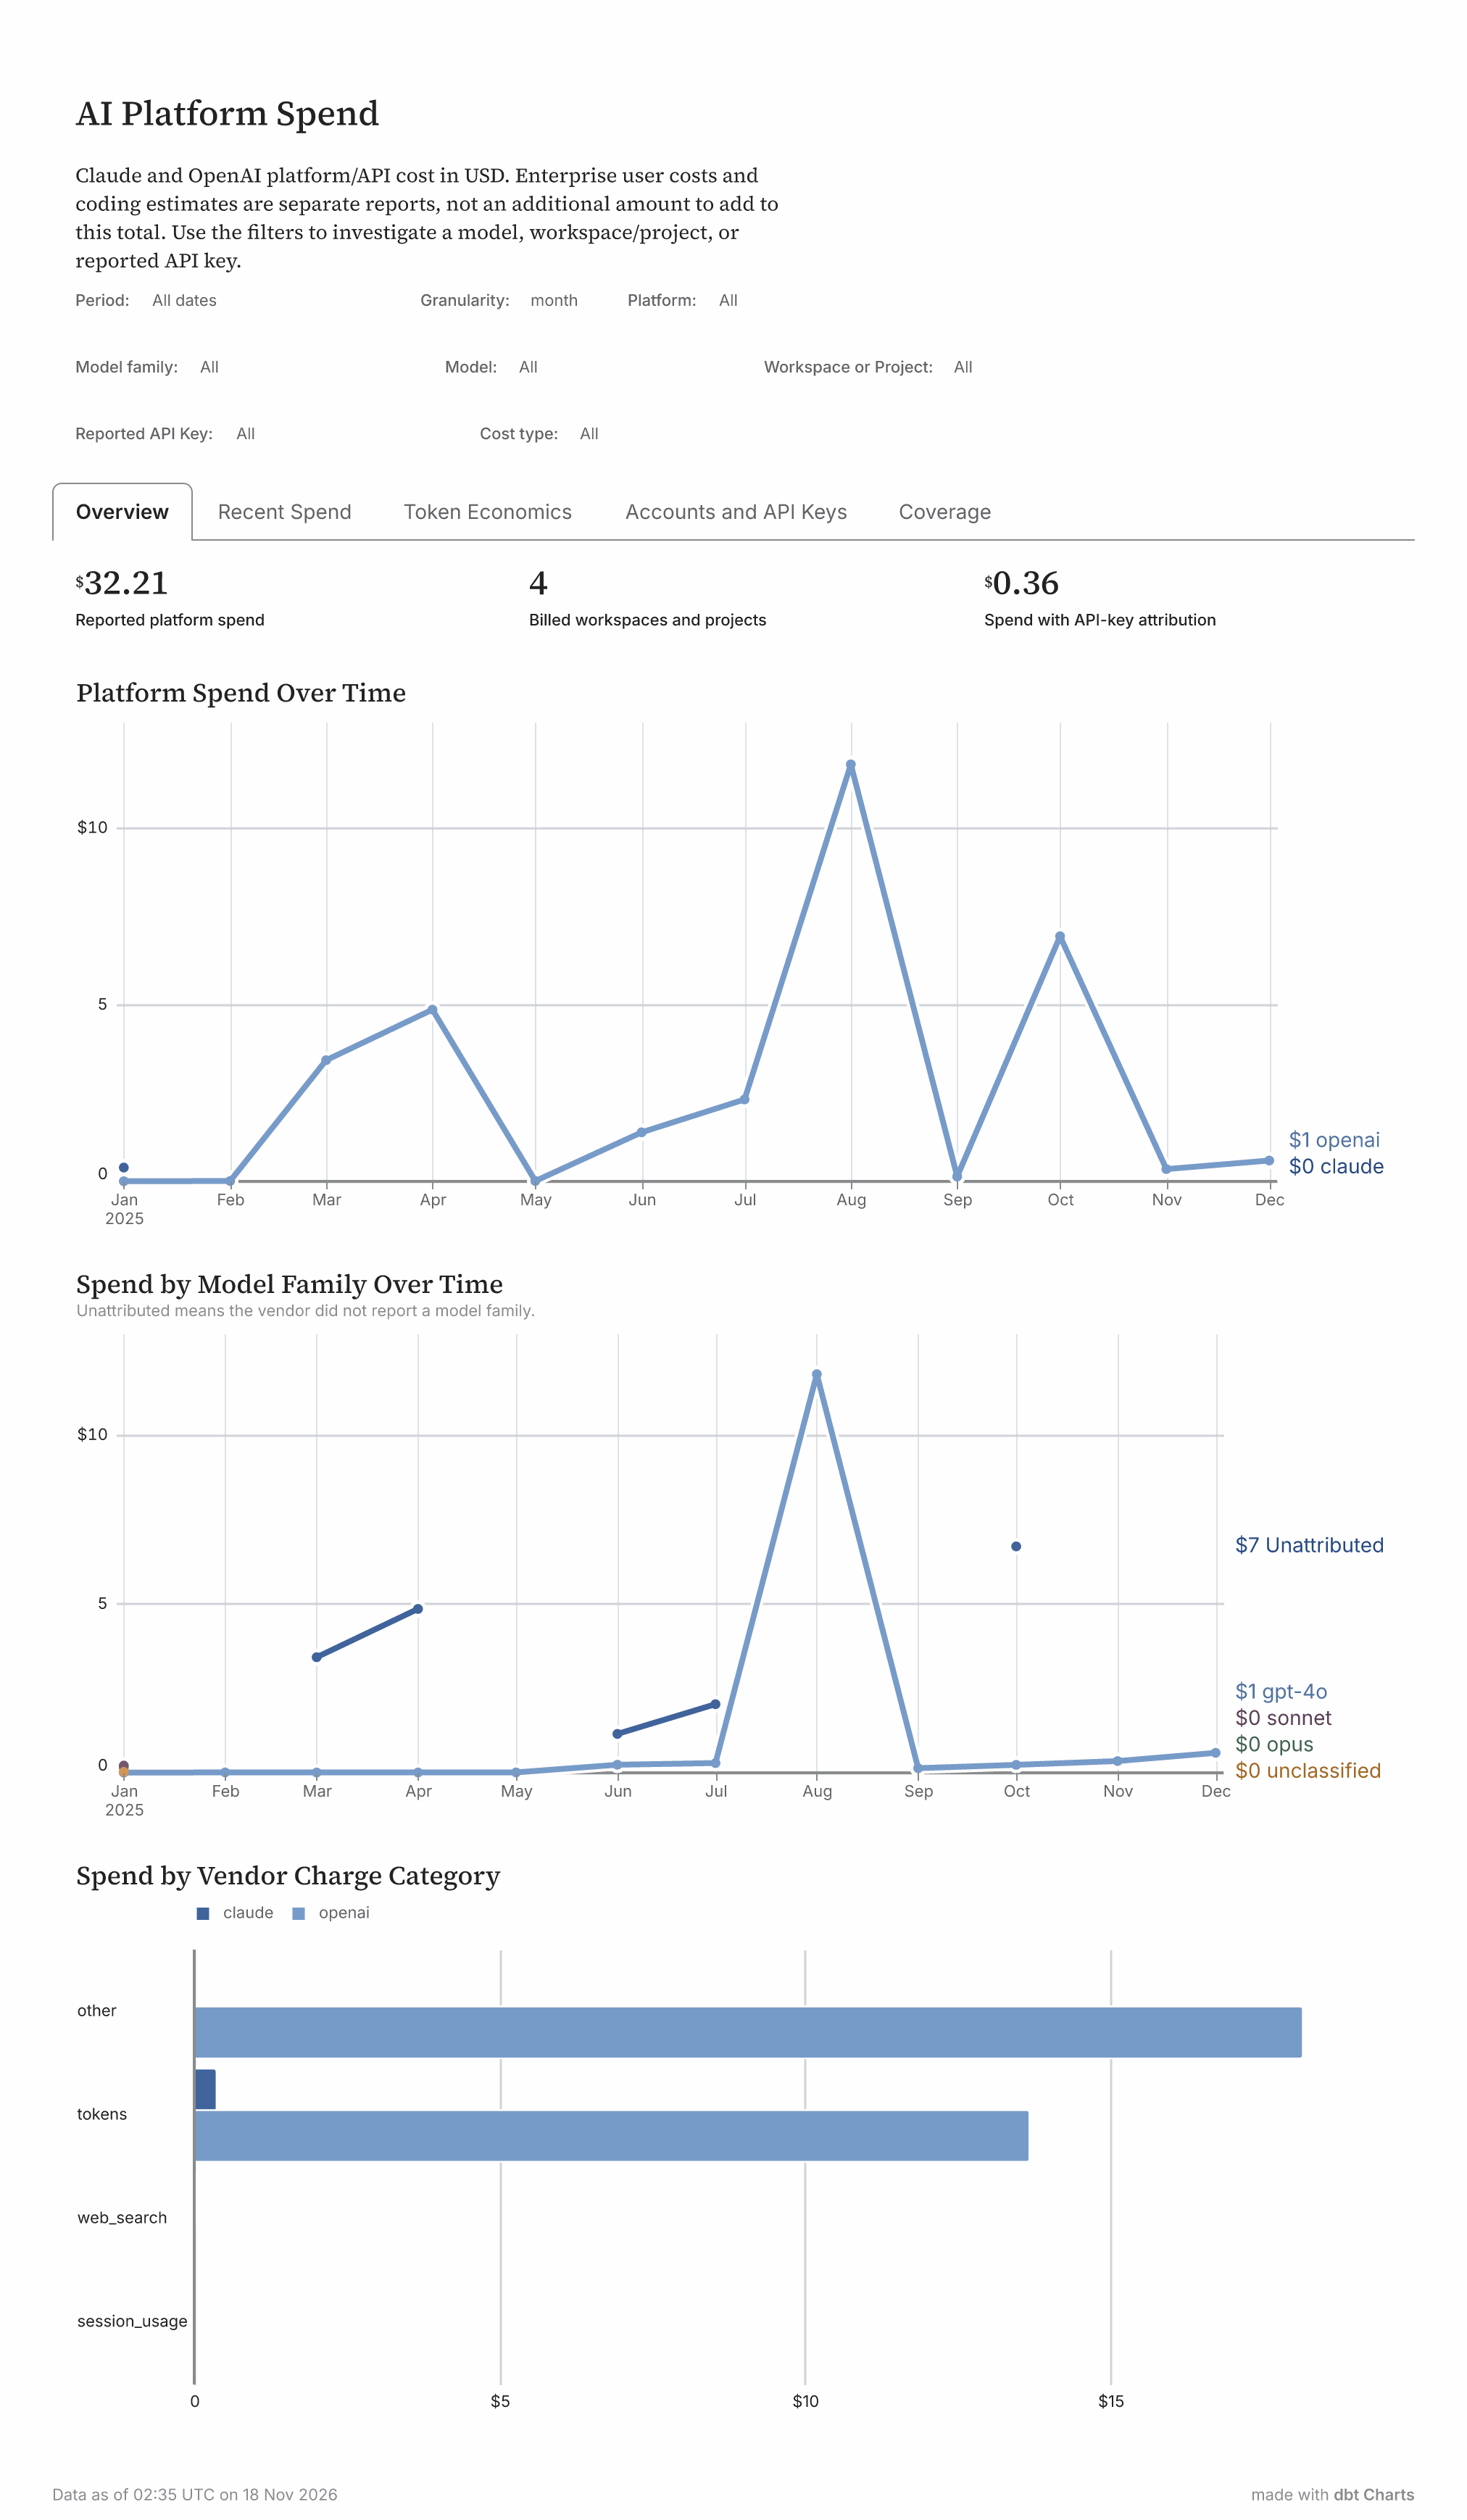 AI Platform Spend
Claude and OpenAI platform/API cost in USD. Enterprise user costs and
coding estimates are separate reports, not an additional amount to add to
this total. Use the filters to investigate a model, workspace/project, or
reported API key.
Period: All dates Granularity: month Platform: All
Model family: All Model: All Workspace or Project: All
Reported API Key: All Cost type: All
Overview Recent Spend Token Economics Accounts and API Keys Coverage
$32.21 4 $0.36
Reported platform spend Billed workspaces and projects Spend with API-key attribution
Platform Spend Over Time
$10
5
$1 openai
$0 claude
0
Jan Feb Mar Apr May Jun Jul Aug Sep Oct Nov Dec
2025
Spend by Model Family Over Time
Unattributed means the vendor did not report a model family.
$10
$7 Unattributed
5
$1 gpt-4o
$0 sonnet
$0 opus
0
$0 unclassified
Jan Feb Mar Apr May Jun Jul Aug Sep Oct Nov Dec
2025
Spend by Vendor Charge Category
claude openai
other
tokens
web_search
session_usage
0 $5 $10 $15
Data as of 02:35 UTC on 18 Nov 2026 made with dbt Charts